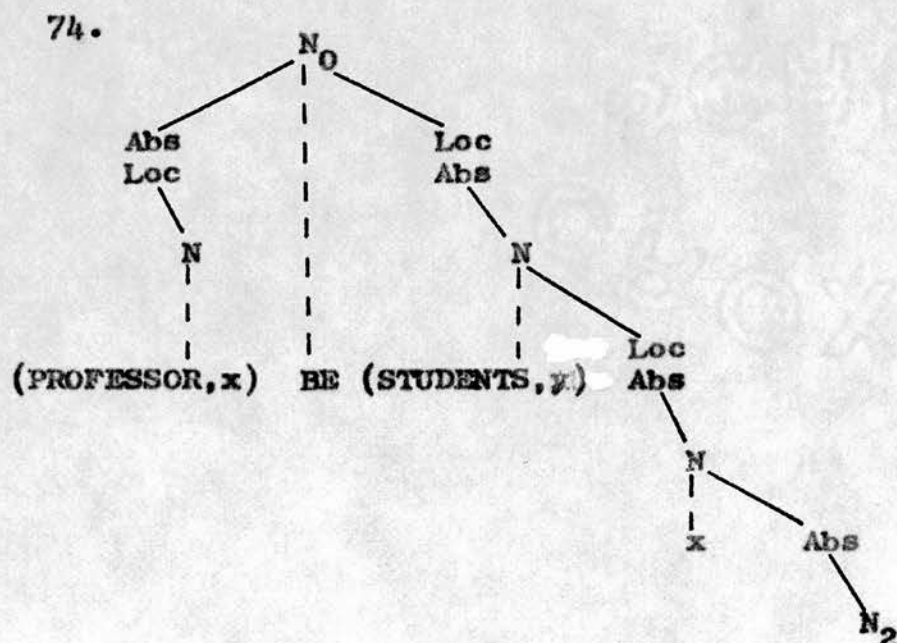 74.
N0
Abs Loc
Loc Abs
N N
Loc
(PROFESSOR,x) BE (STUDENTS,y) Abs
N
x Abs
N2